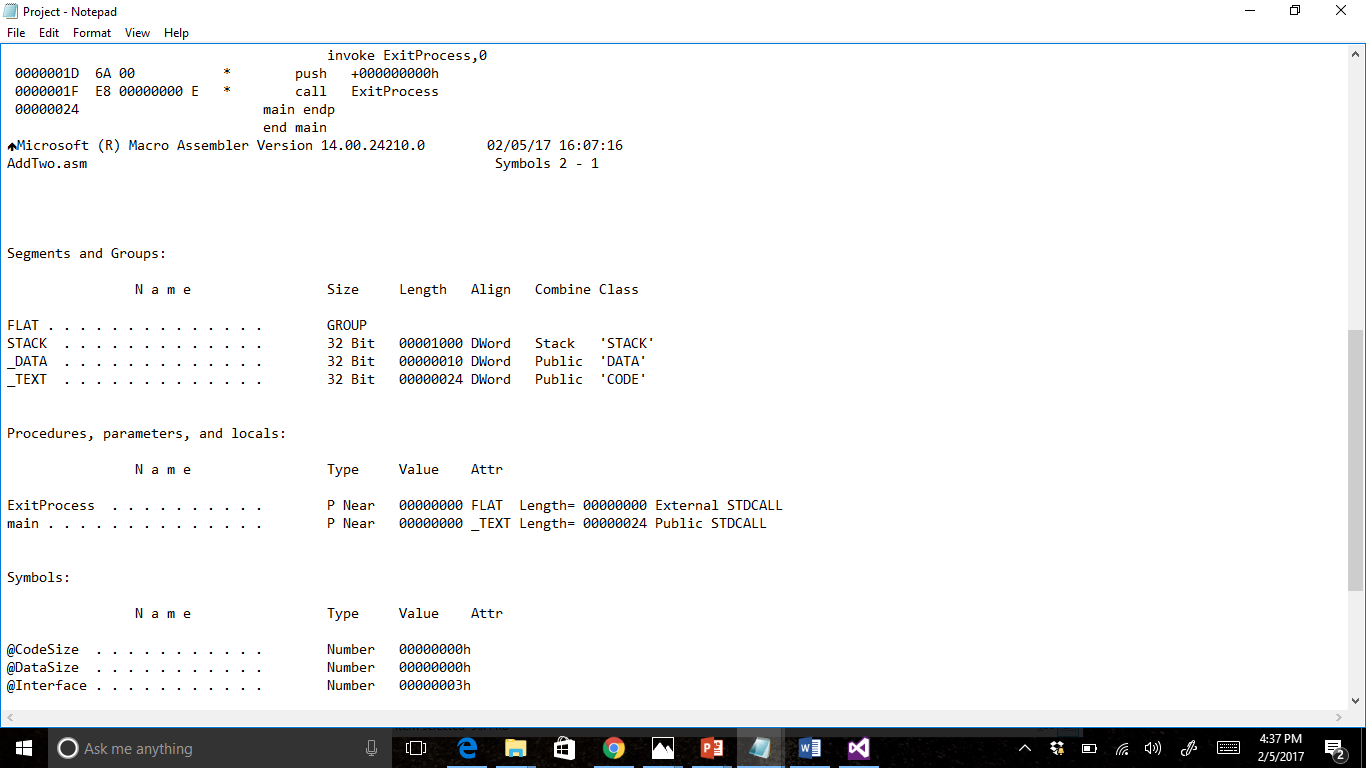 Project - Notepad
File Edit Format View Help
invoke ExitProcess,0
0000001D  6A 00           *        push   +000000000h
0000001F  E8 00000000 E   *        call   ExitProcess
00000024                       main endp
end main
Microsoft (R) Macro Assembler Version 14.00.24210.0        02/05/17 16:07:16
AddTwo.asm                                                   Symbols 2 - 1
Segments and Groups:
N a m e                 Size     Length   Align   Combine Class
FLAT . . . . . . . . . . . . . .        GROUP
STACK  . . . . . . . . . . . . .        32 Bit   00001000 DWord   Stack   'STACK'
_DATA  . . . . . . . . . . . . .        32 Bit   00000010 DWord   Public  'DATA'
_TEXT  . . . . . . . . . . . . .        32 Bit   00000024 DWord   Public  'CODE'
Procedures, parameters, and locals:
N a m e                 Type     Value    Attr
ExitProcess  . . . . . . . . . .        P Near   00000000 FLAT  Length= 00000000 External STDCALL
main . . . . . . . . . . . . . .        P Near   00000000 _TEXT Length= 00000024 Public STDCALL
Symbols:
N a m e                 Type     Value    Attr
@CodeSize  . . . . . . . . . . .        Number   00000000h
@DataSize  . . . . . . . . . . .        Number   00000000h
@Interface . . . . . . . . . . .        Number   00000003h
Ask me anything
4:37 PM
2/5/2017
2